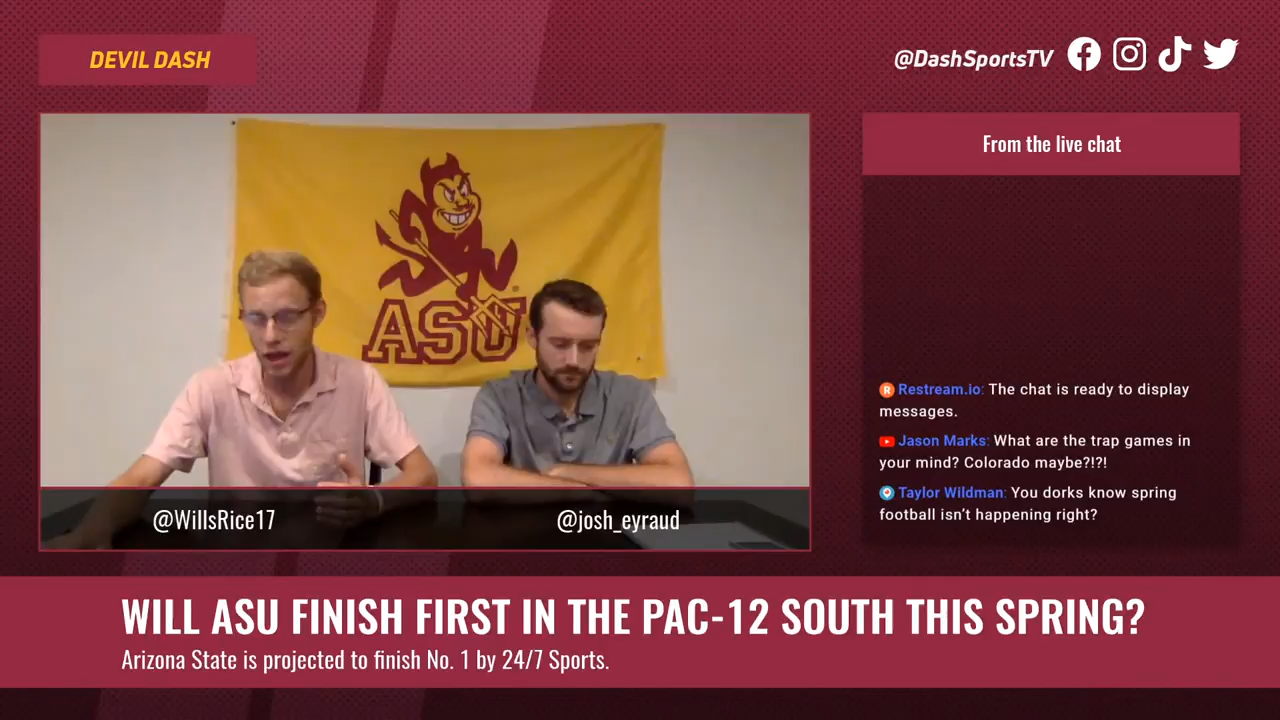 DEVIL DASH
@DashSportsTV
From the live chat
ASU
Restream.io: The chat is ready to display
messages.
Jason Marks: What are the trap games in
your mind? Colorado maybe?!?!
Taylor Wildman: You dorks know spring
football isn’t happening right?
@WillsRice17
@josh_eyraud
WILL ASU FINISH FIRST IN THE PAC-12 SOUTH THIS SPRING?
Arizona State is projected to finish No. 1 by 24/7 Sports.